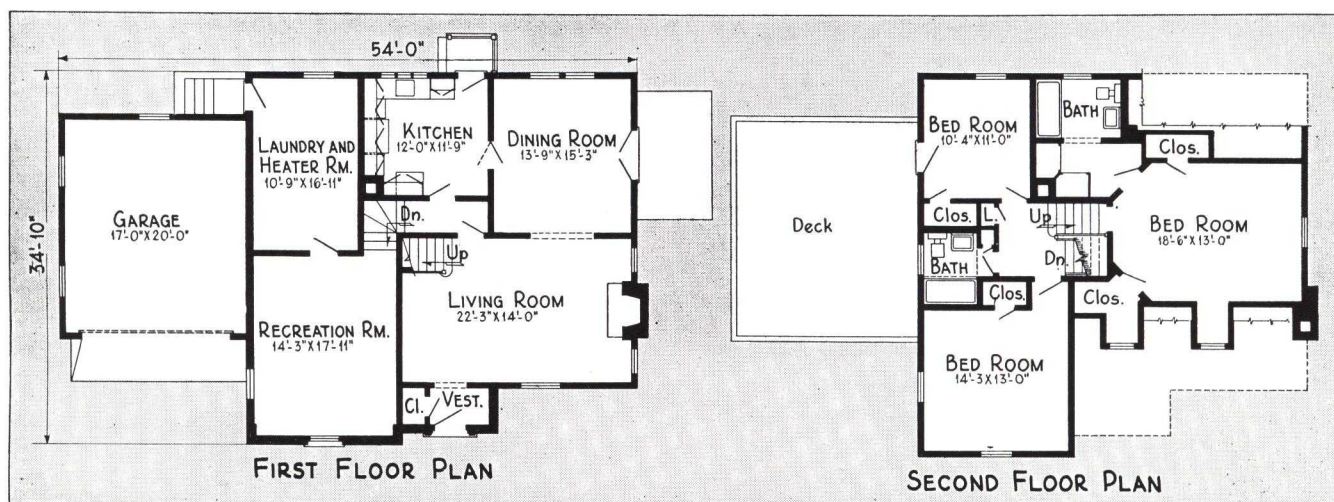 54'-0"
34'-10"
GARAGE
17'-0"X20'-0"
LAUNDRY AND
HEATER RM.
10'-9"X16'-11"
KITCHEN
12'-0"X11'-9"
DINING ROOM
13'-9"X15'-3"
Dn.
Up
LIVING ROOM
22'-3"X14'-0"
RECREATION RM.
14'-3"X17'-11"
Cl.
VEST.
FIRST FLOOR PLAN
Deck
BED ROOM
10'-4"X11'-0"
BATH
Clos.
Clos.
L.
Up
BED ROOM
18'-6"X13'-0"
BATH
Dn.
Clos.
Clos.
BED ROOM
14'-3X13'-0"
SECOND FLOOR PLAN